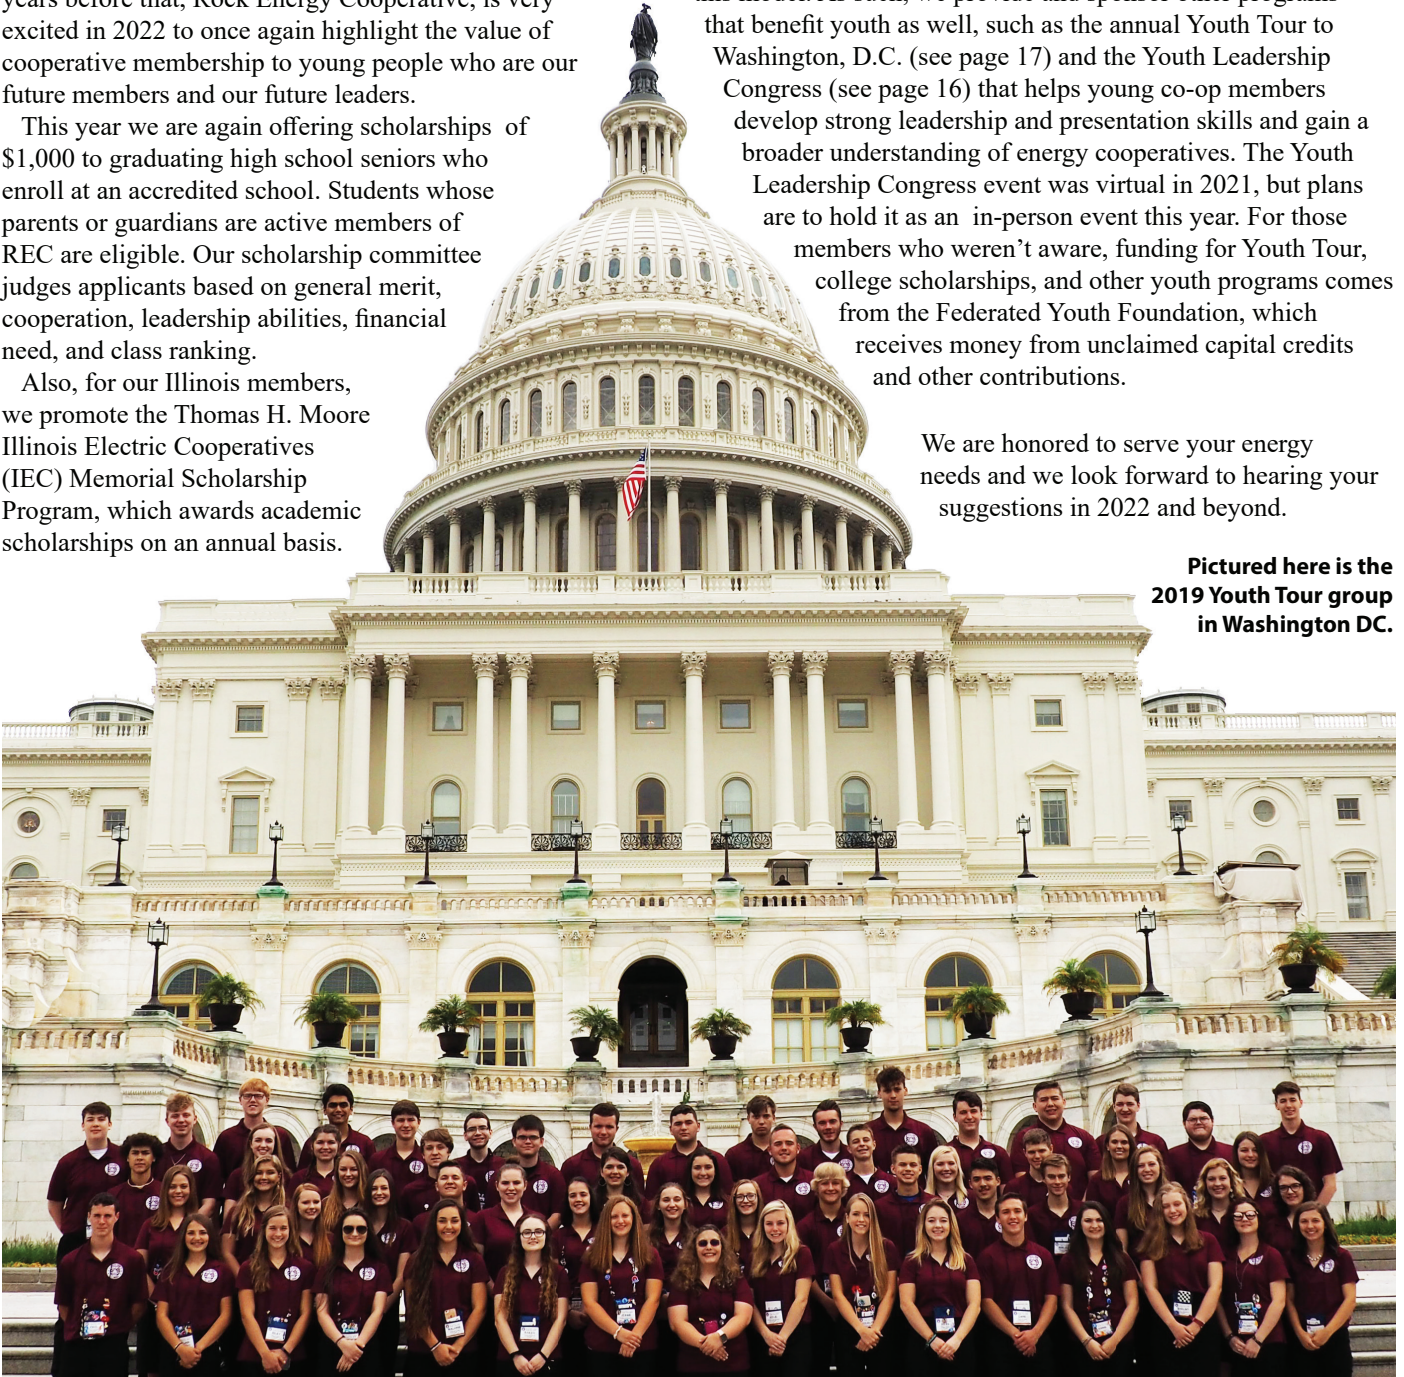 years before that, Rock Energy Cooperative, is very
excited in 2022 to once again highlight the value of
cooperative membership to young people who are our
future members and our future leaders.
This year we are again offering scholarships of
$1,000 to graduating high school seniors who
enroll at an accredited school. Students whose
parents or guardians are active members of
REC are eligible. Our scholarship committee
judges applicants based on general merit,
cooperation, leadership abilities, financial
need, and class ranking.
Also, for our Illinois members,
we promote the Thomas H. Moore
Illinois Electric Cooperatives
(IEC) Memorial Scholarship
Program, which awards academic
scholarships on an annual basis.
this model. As such, we provide and sponsor other programs
that benefit youth as well, such as the annual Youth Tour to
Washington, D.C. (see page 17) and the Youth Leadership
Congress (see page 16) that helps young co-op members
develop strong leadership and presentation skills and gain a
broader understanding of energy cooperatives. The Youth
Leadership Congress event was virtual in 2021, but plans
are to hold it as an in-person event this year. For those
members who weren’t aware, funding for Youth Tour,
college scholarships, and other youth programs comes
from the Federated Youth Foundation, which
receives money from unclaimed capital credits
and other contributions.
We are honored to serve your energy
needs and we look forward to hearing your
suggestions in 2022 and beyond.
Pictured here is the
2019 Youth Tour group
in Washington DC.